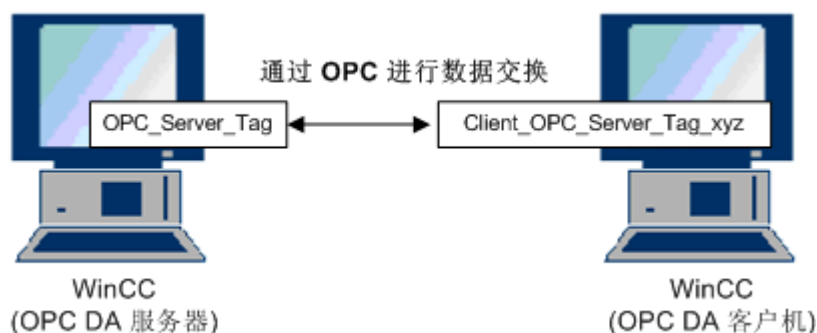 通过 OPC 进行数据交换
OPC_Server_Tag
Client_OPC_Server_Tag_xyz
WinCC
(OPC DA 服务器)
WinCC
(OPC DA 客户机)